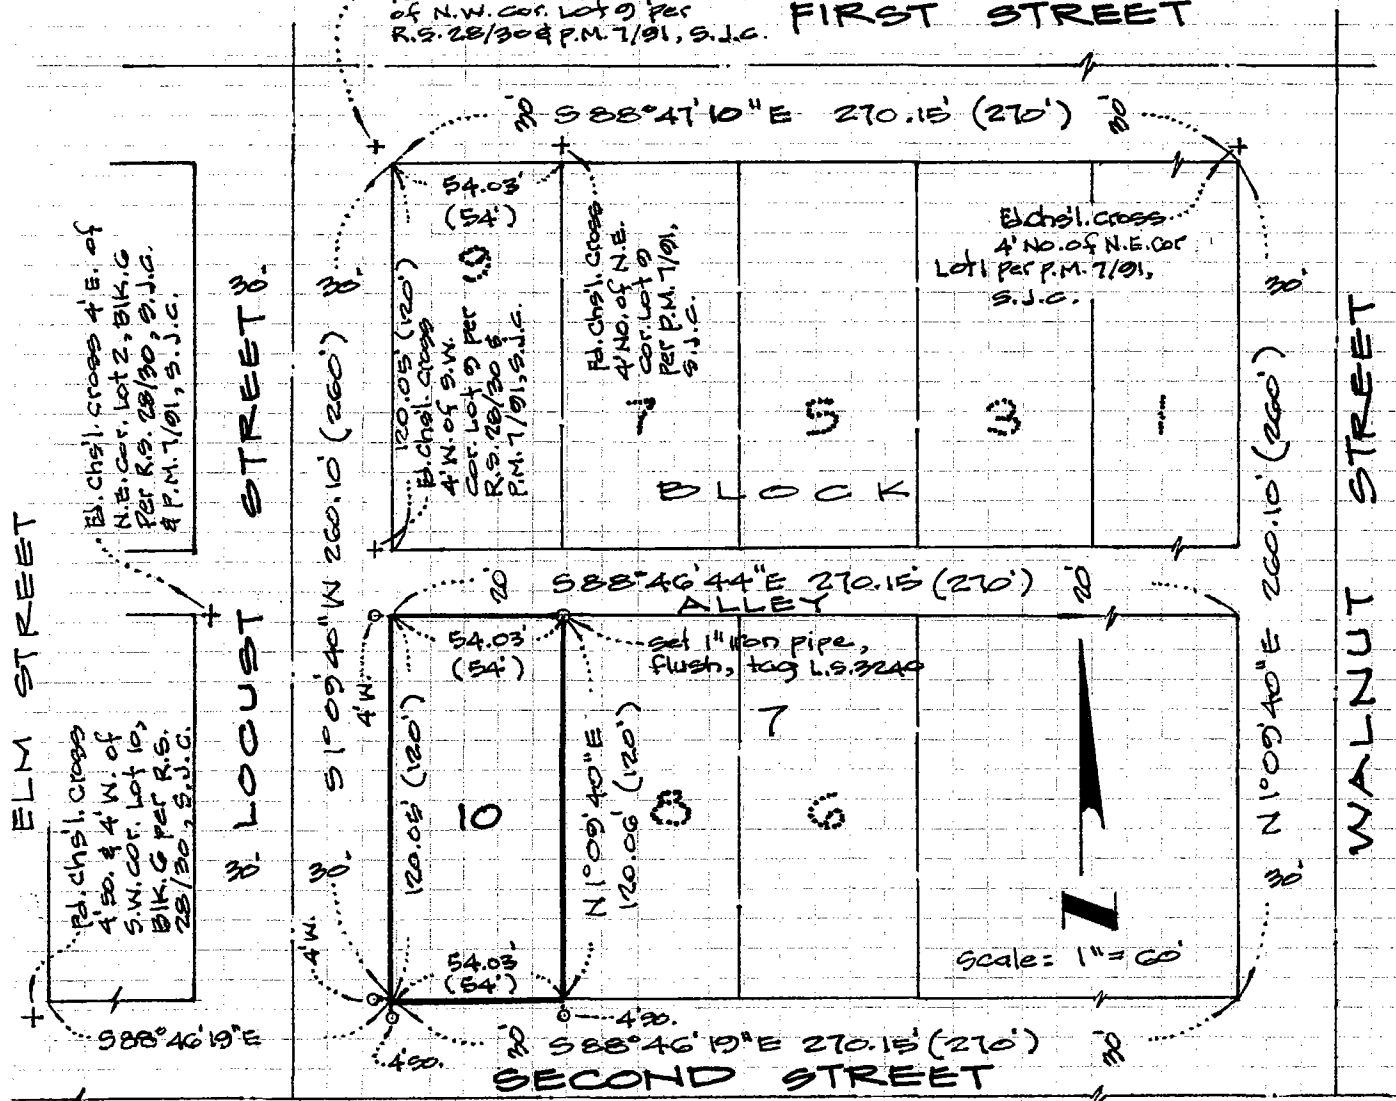 of N.W. cor. Lot 9 per
R.S. 28/30 & P.M. 7/91, S.J.C.
FIRST STREET
30'
S 88°47'10"E 270.15' (270')
30'
54.03'
(54')
9
120.05' (120')
Fd. Chs'l. cross
4' W. of S.W.
Cor. Lot 9 per
R.S. 28/30 &
P.M. 7/91, S.J.C.
Fd. Chs'l. Cross
4' No. of N.E.
Cor. Lot 9
Per P.M. 7/91,
S.J.C.
Fd. Chs'l. Cross
4' No. of N.E. Cor
Lot 1 per P.M. 7/91,
S.J.C.
7
5
3
1
BLOCK
Fd. Chs'l. cross 4' E. of
N.E. Cor. Lot 2, Blk. 6
Per R.S. 28/30, S.J.C.
& P.M. 7/91, S.J.C.
30'
LOCUST STREET
30'
30'
S 1°09'40"W 260.10' (260')
30'
30'
N 1°09'40"E 260.10' (260')
30'
WALNUT STREET
ELM STREET
20'
S 88°46'44"E 270.15' (270')
20'
ALLEY
54.03'
(54')
Set 1" Iron pipe,
flush, tag L.S. 3240
7
4' W.
120.05' (120')
10
N 1°09'40"E
120.06' (120')
8
6
Fd. Chs'l. Cross
4' So. & 4' W. of
S.W. Cor. Lot 10,
Blk. 6 per R.S.
28/30, S.J.C.
4' W.
54.03'
(54')
N
Scale: 1" = 60'
S 88°46'19"E
4' So.
30'
4' So.
S 88°46'19"E 270.15' (270')
30'
SECOND STREET